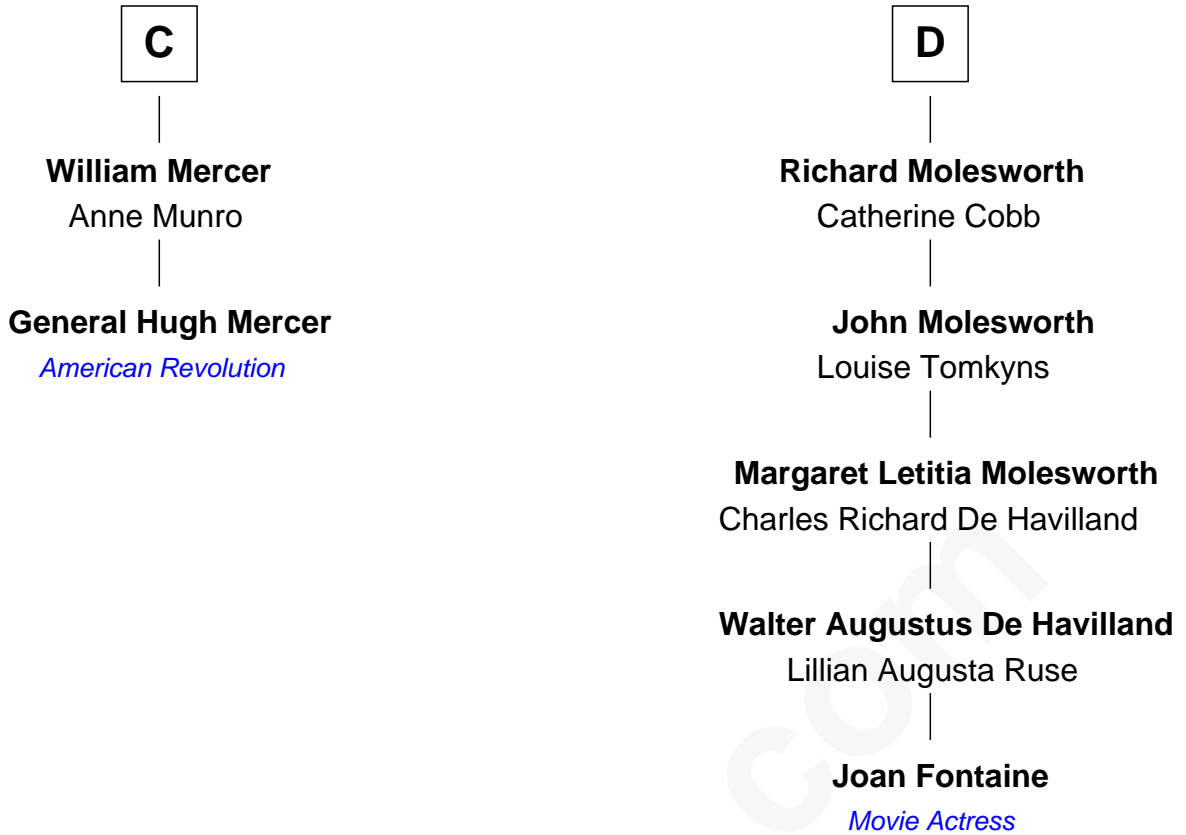 C
William Mercer
Anne Munro
General Hugh Mercer
American Revolution
D
Richard Molesworth
Catherine Cobb
John Molesworth
Louise Tomkyns
Margaret Letitia Molesworth
Charles Richard De Havilland
Walter Augustus De Havilland
Lillian Augusta Ruse
Joan Fontaine
Movie Actress
com